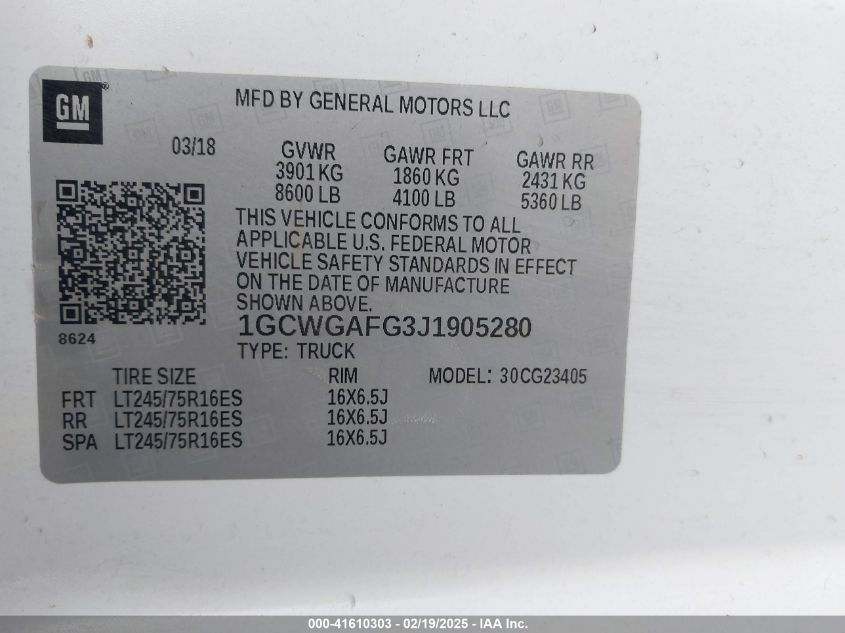 GM
MFD BY GENERAL MOTORS LLC
03/18
GVWR
3901 KG
8600 LB
GAWR FRT
1860 KG
4100 LB
GAWR RR
2431 KG
5360 LB
THIS VEHICLE CONFORMS TO ALL
APPLICABLE U.S. FEDERAL MOTOR
VEHICLE SAFETY STANDARDS IN EFFECT
ON THE DATE OF MANUFACTURE
SHOWN ABOVE.
8624
1GCWGAFG3J1905280
TYPE: TRUCK
TIRE SIZE RIM MODEL: 30CG23405
FRT LT245/75R16ES 16X6.5J
RR LT245/75R16ES 16X6.5J
SPA LT245/75R16ES 16X6.5J
000-41610303 - 02/19/2025 - IAA Inc.